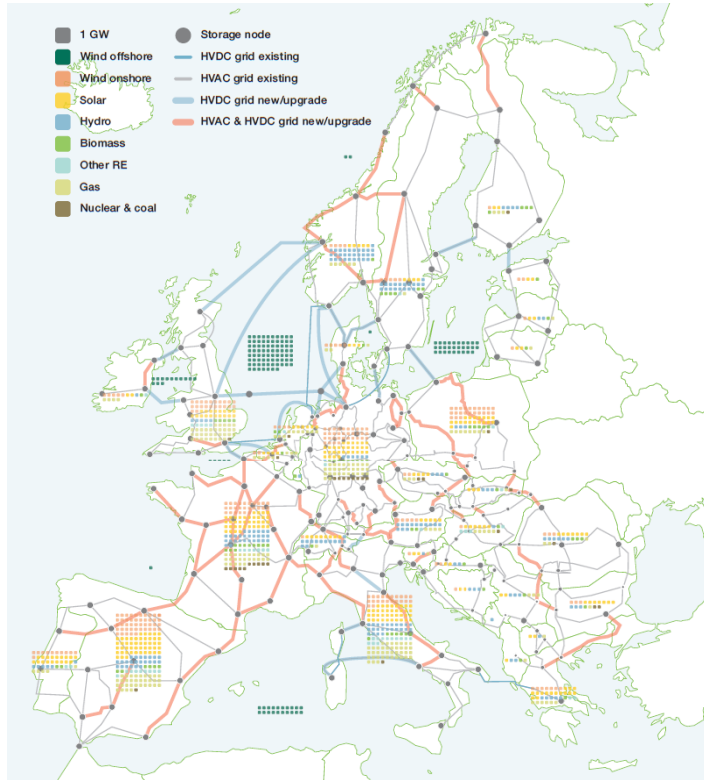 1 GW
Wind offshore
Wind onshore
Solar
Hydro
Biomass
Other RE
Gas
Nuclear & coal
Storage node
HVDC grid existing
HVAC grid existing
HVDC grid new/upgrade
HVAC & HVDC grid new/upgrade